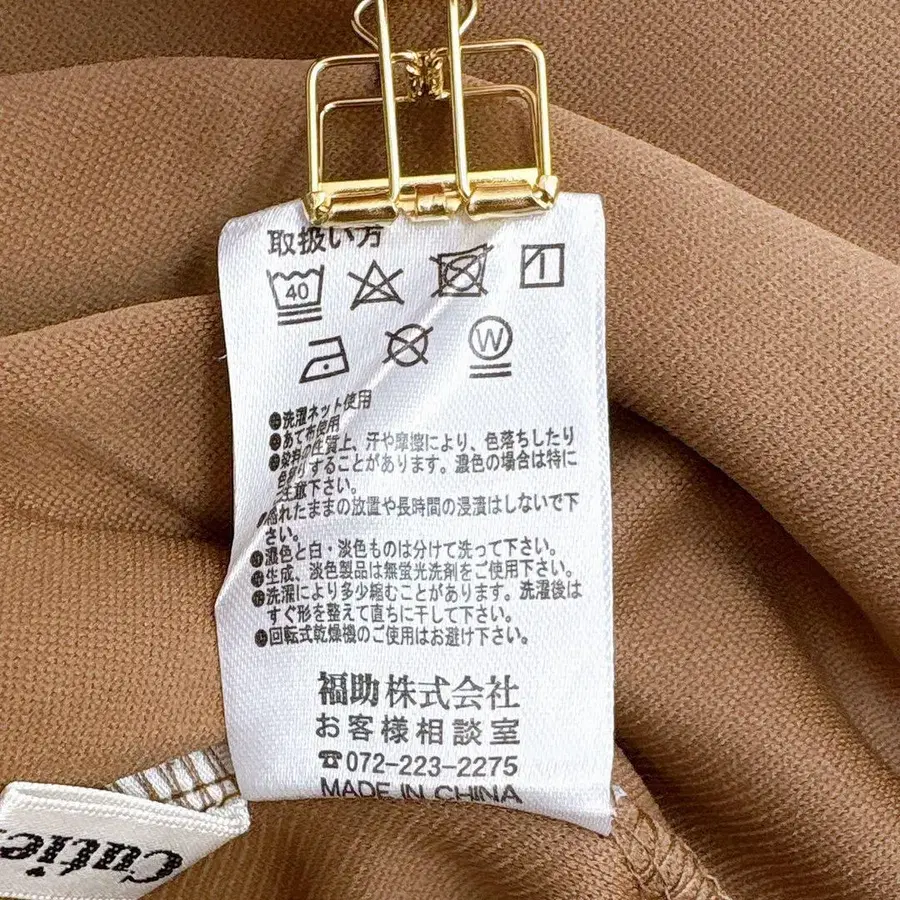 取扱い方
40
W
●洗濯ネット使用
●あて布使用
●染料の性質上、汗や摩擦により、色落ちしたり
することがあります。濃色の場合は特に
ご注意下さい。
れたままの放置や長時間の浸漬はしないで下
さい。
●濃色と白・淡色ものは分けて洗って下さい。
●生成、淡色製品は無蛍光洗剤をご使用下さい。
●洗濯により多少縮むことがあります。洗濯後は
すぐ形を整えて直ちに干して下さい。
●回転式乾燥機のご使用はお避け下さい。
福助株式会社
お客様相談室
☎072-223-2275
MADE IN CHINA
Cutie